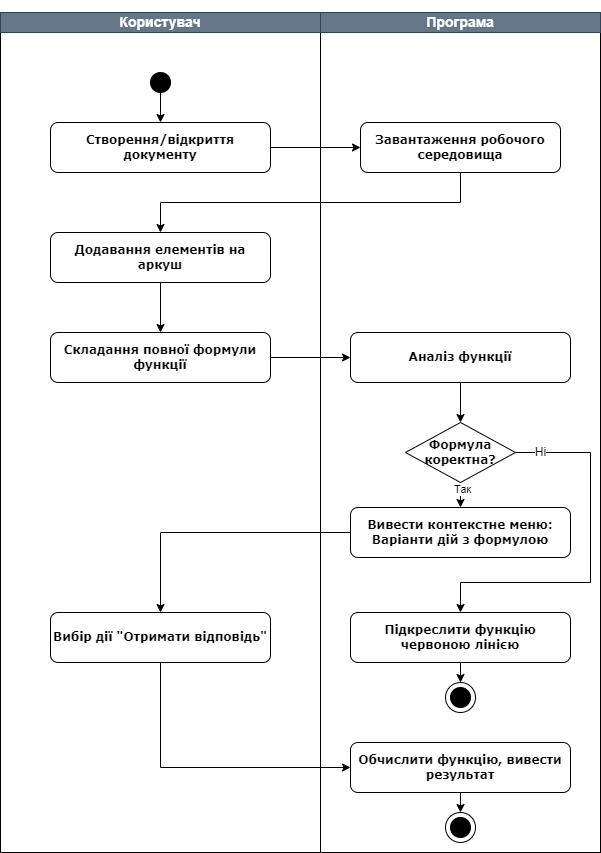 Користувач
Програма
Створення/відкриття
документу
Завантаження робочого
середовища
Додавання елементів на
аркуш
Складання повної формули
функції
Аналіз функції
Формула
коректна?
Ні
Так
Вивести контекстне меню:
Варіанти дій з формулою
Вибір дії "Отримати відповідь"
Підкреслити функцію
червоною лінією
Обчислити функцію, вивести
результат